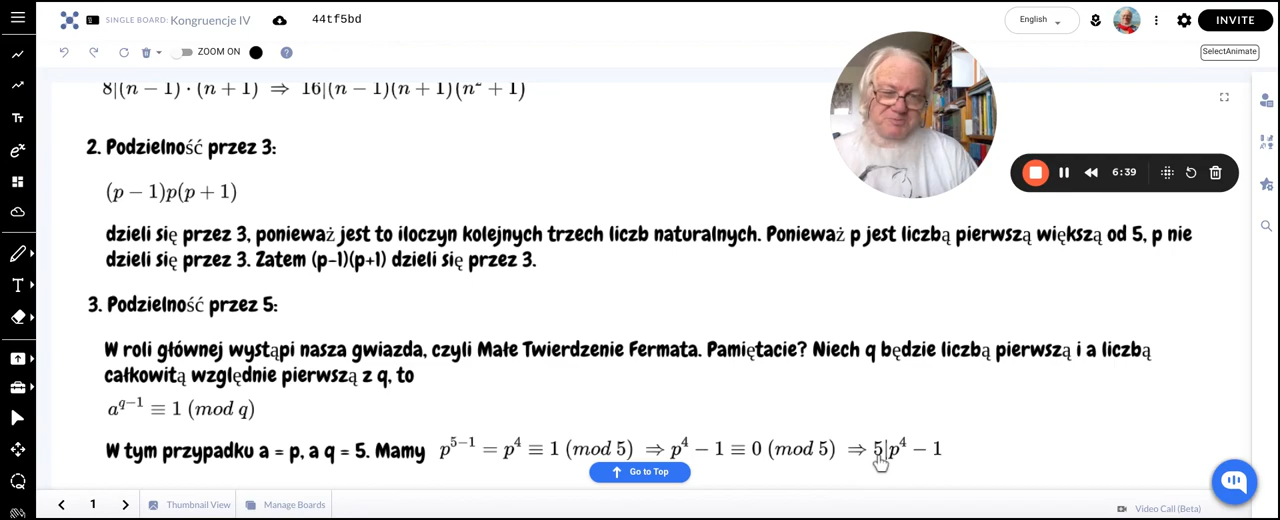 SINGLE BOARD: Kongruencje IV
44tf5bd
English
INVITE
ZOOM ON
SelectAnimate
8|(n − 1) · (n + 1) ⇒ 16|(n − 1)(n + 1)(n² + 1)
2. Podzielność przez 3:
(p − 1)p(p + 1)
6:39
dzieli się przez 3, ponieważ jest to iloczyn kolejnych trzech liczb naturalnych. Ponieważ p jest liczbą pierwszą większą od 5, p nie
dzieli się przez 3. Zatem (p-1)(p+1) dzieli się przez 3.
3. Podzielność przez 5:
W roli głównej wystąpi nasza gwiazda, czyli Małe Twierdzenie Fermata. Pamiętacie? Niech q będzie liczbą pierwszą i a liczbą
całkowitą względnie pierwszą z q, to
a^{q−1} ≡ 1 (mod q)
W tym przypadku a = p, a q = 5. Mamy p^{5−1} = p⁴ ≡ 1 (mod 5) ⇒ p⁴ − 1 ≡ 0 (mod 5) ⇒ 5|p⁴ − 1
Go to Top
1
Thumbnail View
Manage Boards
Video Call (Beta)